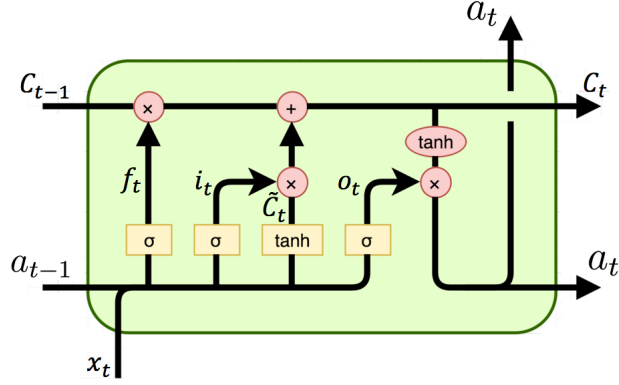 a_t
C_{t-1} × + C_t
tanh
f_t i_t × o_t ×
C̃_t
σ σ tanh σ
a_{t-1} a_t
x_t